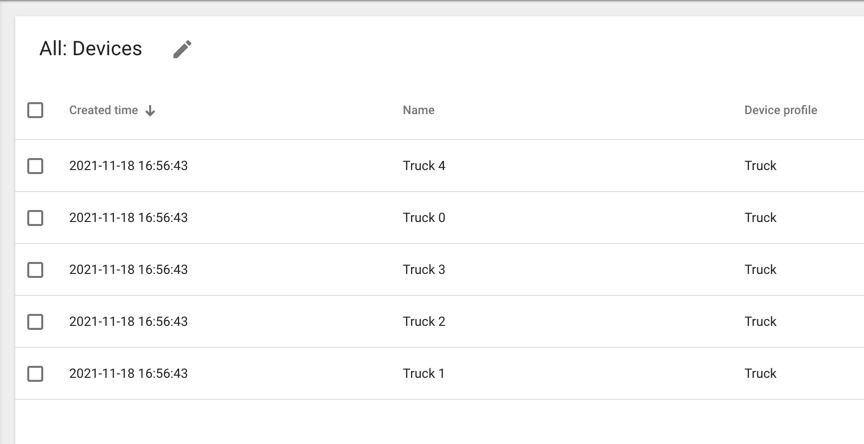 All: Devices
Created time Name Device profile
2021-11-18 16:56:43 Truck 4 Truck
2021-11-18 16:56:43 Truck 0 Truck
2021-11-18 16:56:43 Truck 3 Truck
2021-11-18 16:56:43 Truck 2 Truck
2021-11-18 16:56:43 Truck 1 Truck